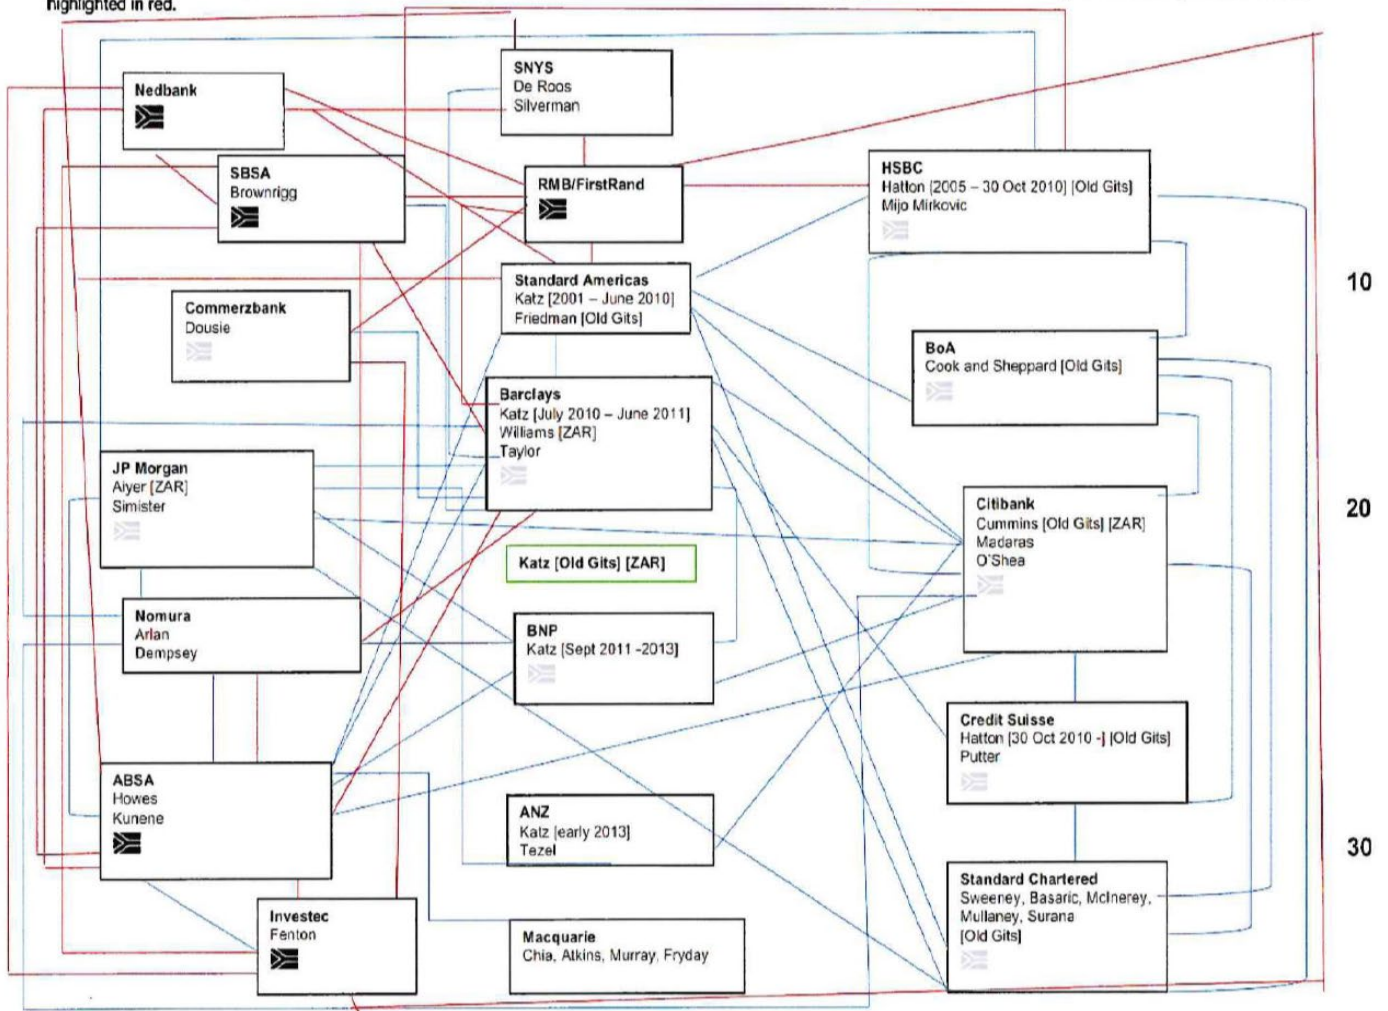 highlighted in red.
SNYS
De Roos
Silverman
Nedbank
SBSA
Brownrigg
RMB/FirstRand
HSBC
Hatton [2005 – 30 Oct 2010] [Old Gits]
Mijo Mirkovic
10
Standard Americas
Katz [2001 – June 2010]
Friedman [Old Gits]
Commerzbank
Dousie
BoA
Cook and Sheppard [Old Gits]
Barclays
Katz [July 2010 – June 2011]
Williams [ZAR]
Taylor
JP Morgan
Aiyer [ZAR]
Simister
Citibank
Cummins [Old Gits] [ZAR]
Madaras
O'Shea
20
Katz [Old Gits] [ZAR]
Nomura
Arlan
Dempsey
BNP
Katz [Sept 2011 -2013]
Credit Suisse
Hatton [30 Oct 2010 -] [Old Gits]
Putter
ABSA
Howes
Kunene
ANZ
Katz [early 2013]
Tezel
30
Standard Chartered
Sweeney, Basaric, McInerey,
Mullaney, Surana
[Old Gits]
Investec
Fenton
Macquarie
Chia, Atkins, Murray, Fryday